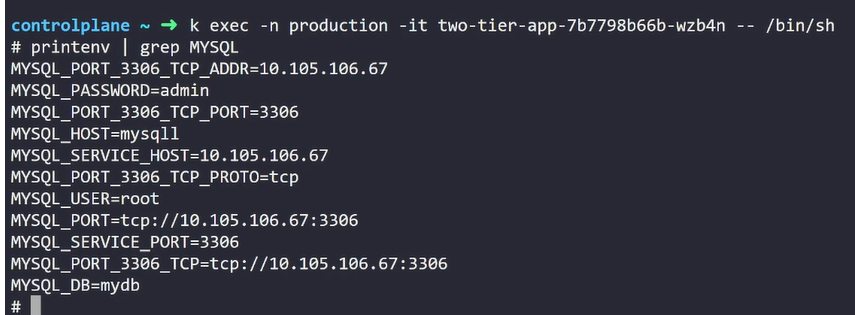 controlplane ~ ➜ k exec -n production -it two-tier-app-7b7798b66b-wzb4n -- /bin/sh
# printenv | grep MYSQL
MYSQL_PORT_3306_TCP_ADDR=10.105.106.67
MYSQL_PASSWORD=admin
MYSQL_PORT_3306_TCP_PORT=3306
MYSQL_HOST=mysqll
MYSQL_SERVICE_HOST=10.105.106.67
MYSQL_PORT_3306_TCP_PROTO=tcp
MYSQL_USER=root
MYSQL_PORT=tcp://10.105.106.67:3306
MYSQL_SERVICE_PORT=3306
MYSQL_PORT_3306_TCP=tcp://10.105.106.67:3306
MYSQL_DB=mydb
#